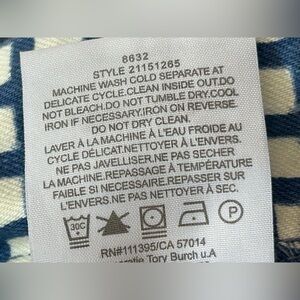 8632
STYLE 21151265
MACHINE WASH COLD SEPARATE AT
DELICATE CYCLE.CLEAN INSIDE OUT.DO
NOT BLEACH.DO NOT TUMBLE DRY.COOL
IRON IF NECESSARY.IRON ON REVERSE.
DO NOT DRY CLEAN.
LAVER À LA MACHINE À L'EAU FROIDE AU
CYCLE DÉLICAT.NETTOYER À L'ENVERS.
NE PAS JAVELLISER.NE PAS SECHER
À LA MACHINE.REPASSAGE À TEMPÉRATURE
FAIBLE SI NECESSAIRE.REPASSER SUR
L'ENVERS.NE PAS NETTOYER À SEC.
30C
P
RN#111395/CA 57014
Tory Burch u.A